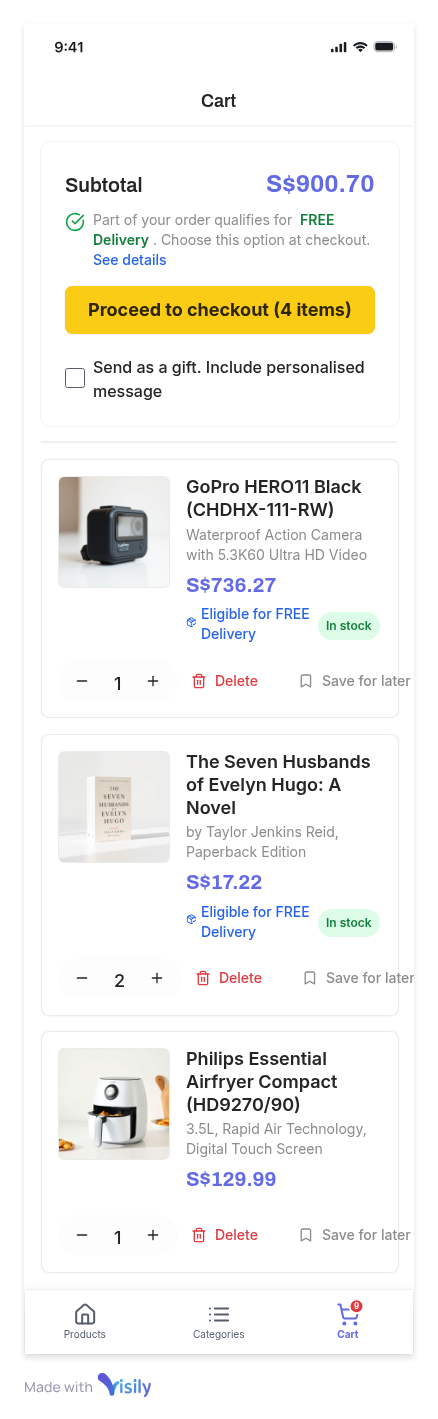 9:41
Cart
Subtotal S$900.70
Part of your order qualifies for FREE
Delivery . Choose this option at checkout.
See details
Proceed to checkout (4 items)
Send as a gift. Include personalised
message
GoPro HERO11 Black
(CHDHX-111-RW)
Waterproof Action Camera
with 5.3K60 Ultra HD Video
S$736.27
Eligible for FREE
Delivery
In stock
1 Delete Save for later
THE
SEVEN
HUSBANDS
OF
EVELYN
HUGO
The Seven Husbands
of Evelyn Hugo: A
Novel
by Taylor Jenkins Reid,
Paperback Edition
S$17.22
Eligible for FREE
Delivery
In stock
2 Delete Save for later
Philips Essential
Airfryer Compact
(HD9270/90)
3.5L, Rapid Air Technology,
Digital Touch Screen
S$129.99
1 Delete Save for later
9
Products Categories Cart
Made with Visily